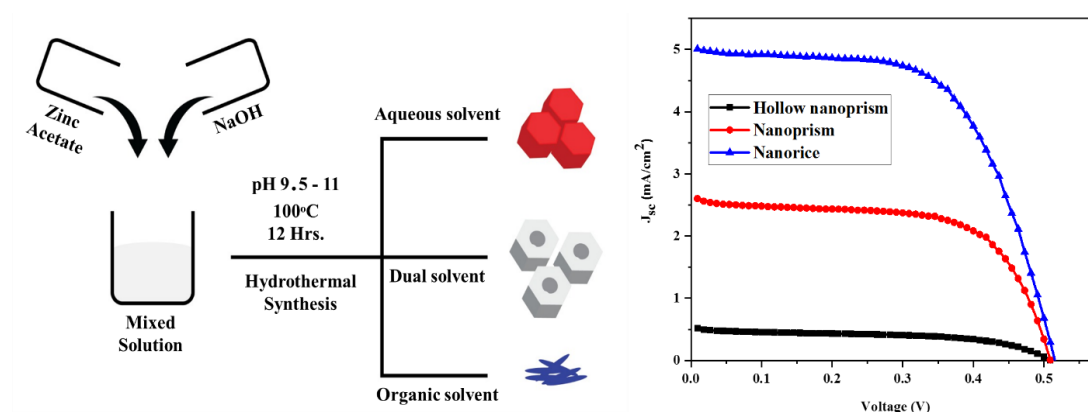 Zinc
Acetate
NaOH
Mixed
Solution
pH 9.5 - 11
100°C
12 Hrs.
Hydrothermal
Synthesis
Aqueous solvent
Dual solvent
Organic solvent
Jsc (mA/cm²)
5
4
3
2
1
0
Hollow nanoprism
Nanoprism
Nanorice
0.0 0.1 0.2 0.3 0.4 0.5
Voltage (V)